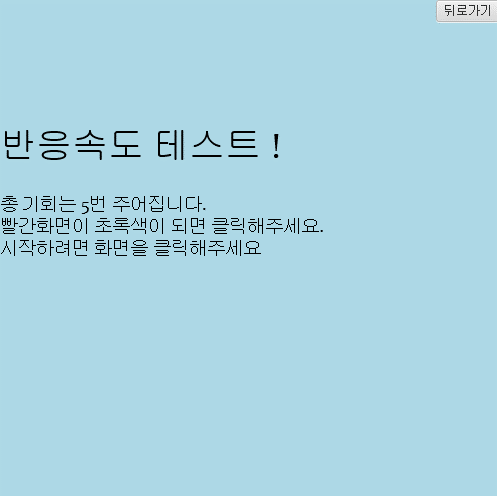 뒤로가기
반응속도 테스트 !
총 기회는 5번 주어집니다.
빨간화면이 초록색이 되면 클릭해주세요.
시작하려면 화면을 클릭해주세요